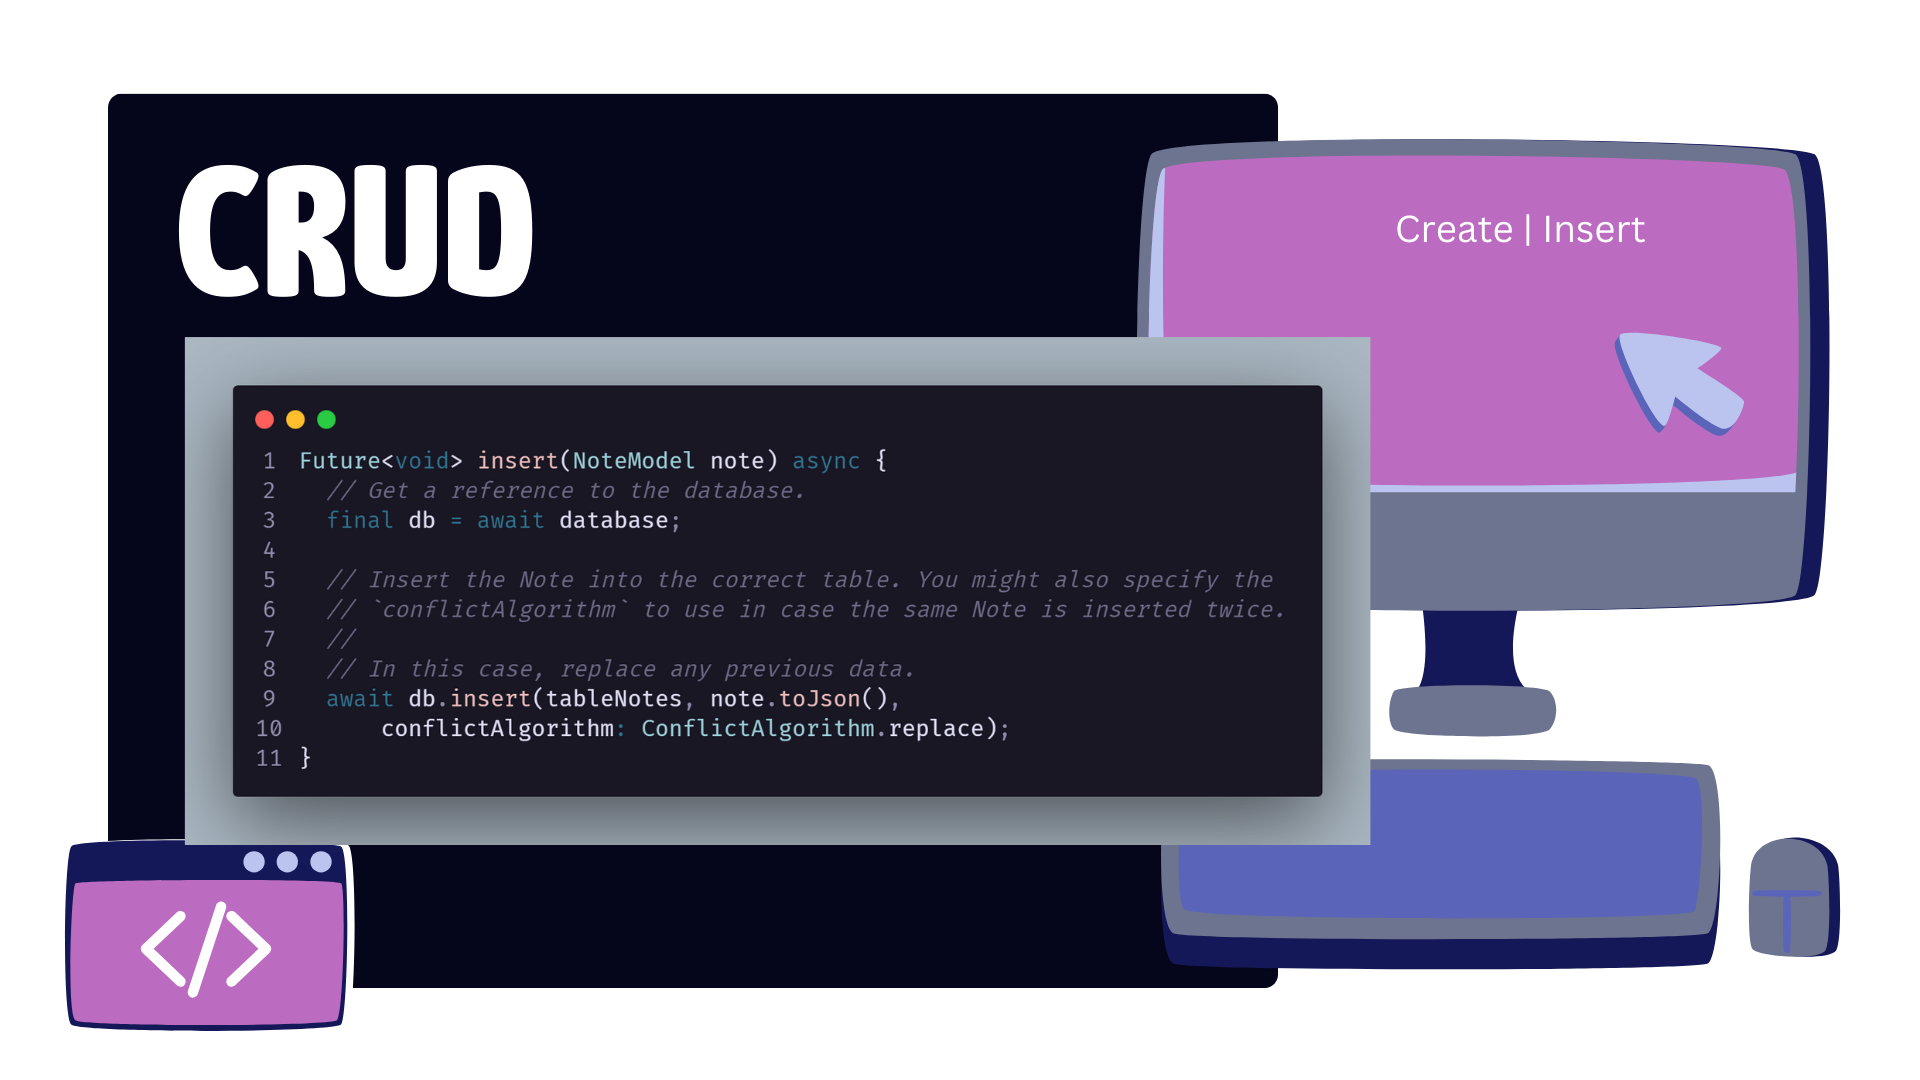 CRUD
Create | Insert
1 Future<void> insert(NoteModel note) async {
2   // Get a reference to the database.
3   final db = await database;
4
5   // Insert the Note into the correct table. You might also specify the
6   // `conflictAlgorithm` to use in case the same Note is inserted twice.
7   //
8   // In this case, replace any previous data.
9   await db.insert(tableNotes, note.toJson(),
10       conflictAlgorithm: ConflictAlgorithm.replace);
11 }
</>